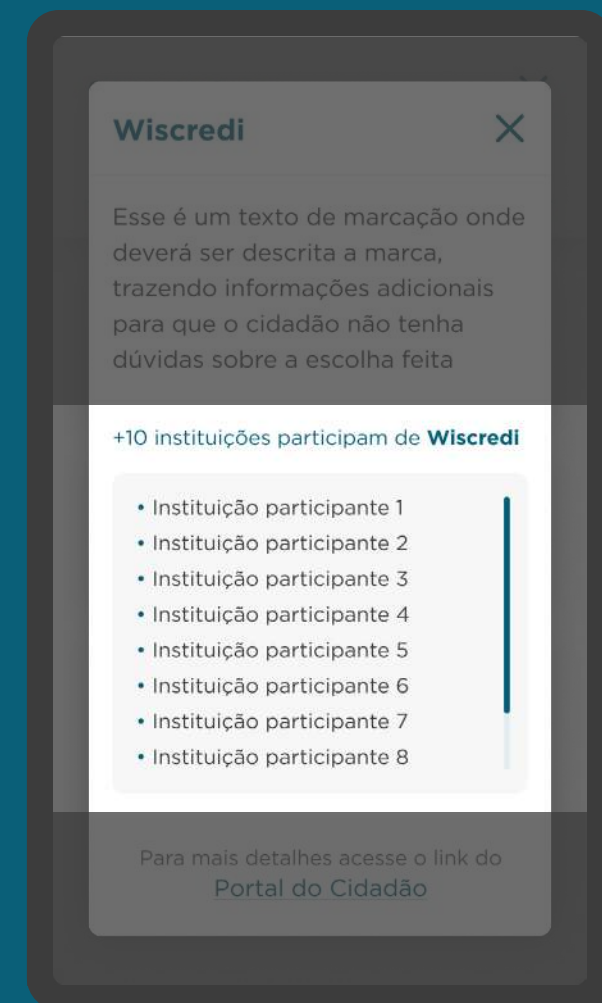 Wiscredi
Esse é um texto de marcação onde
deverá ser descrita a marca,
trazendo informações adicionais
para que o cidadão não tenha
dúvidas sobre a escolha feita
+10 instituições participam de Wiscredi
• Instituição participante 1
• Instituição participante 2
• Instituição participante 3
• Instituição participante 4
• Instituição participante 5
• Instituição participante 6
• Instituição participante 7
• Instituição participante 8
Para mais detalhes acesse o link do
Portal do Cidadão